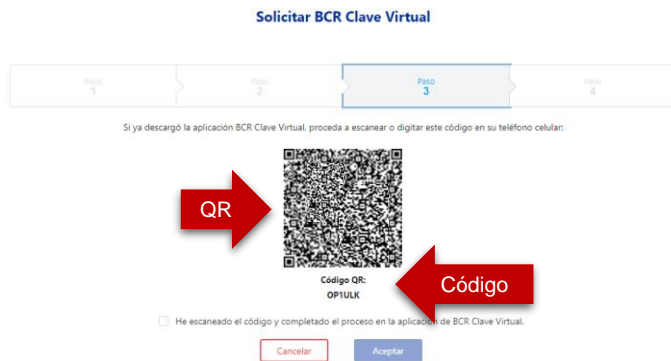 Solicitar BCR Clave Virtual
Paso
1
Paso
2
Paso
3
Paso
4
Si ya descargó la aplicación BCR Clave Virtual, proceda a escanear o digitar este código en su teléfono celular:
QR
Código QR:
OP1ULK
Código
He escaneado el código y completado el proceso en la aplicación de BCR Clave Virtual.
Cancelar
Aceptar